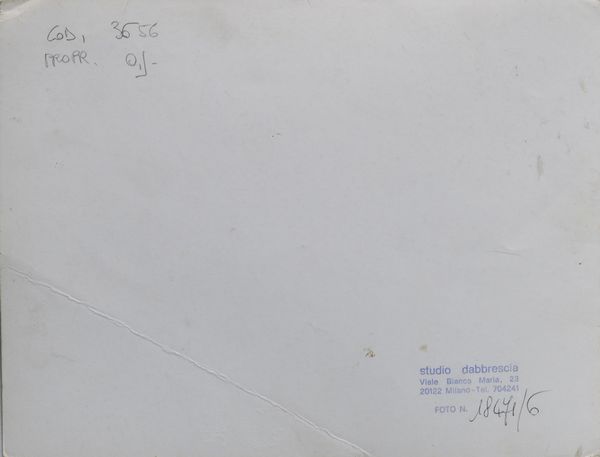 COD. 3656
PROPR.
studio dabbrescia
Viale Bianca Maria, 23
20122 Milano-Tel. 704241
FOTO N. 18471/6